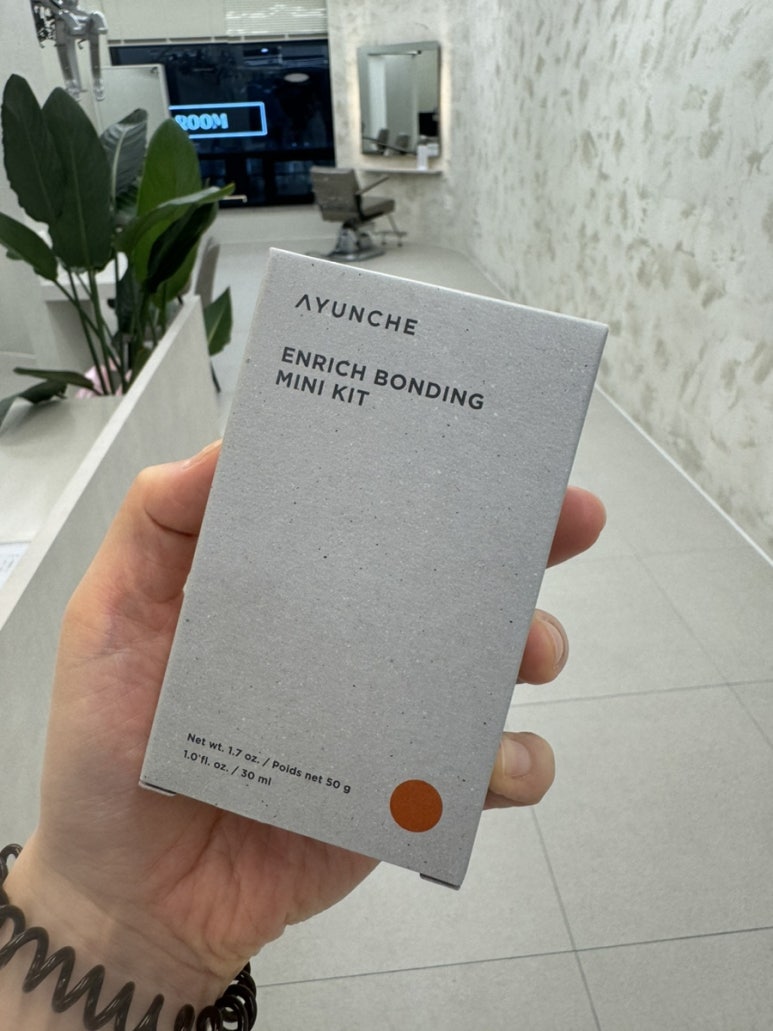 ROOM
AYUNCHE
ENRICH BONDING
MINI KIT
Net wt. 1.7 oz. / Poids net 50 g
1.0 fl. oz. / 30 ml